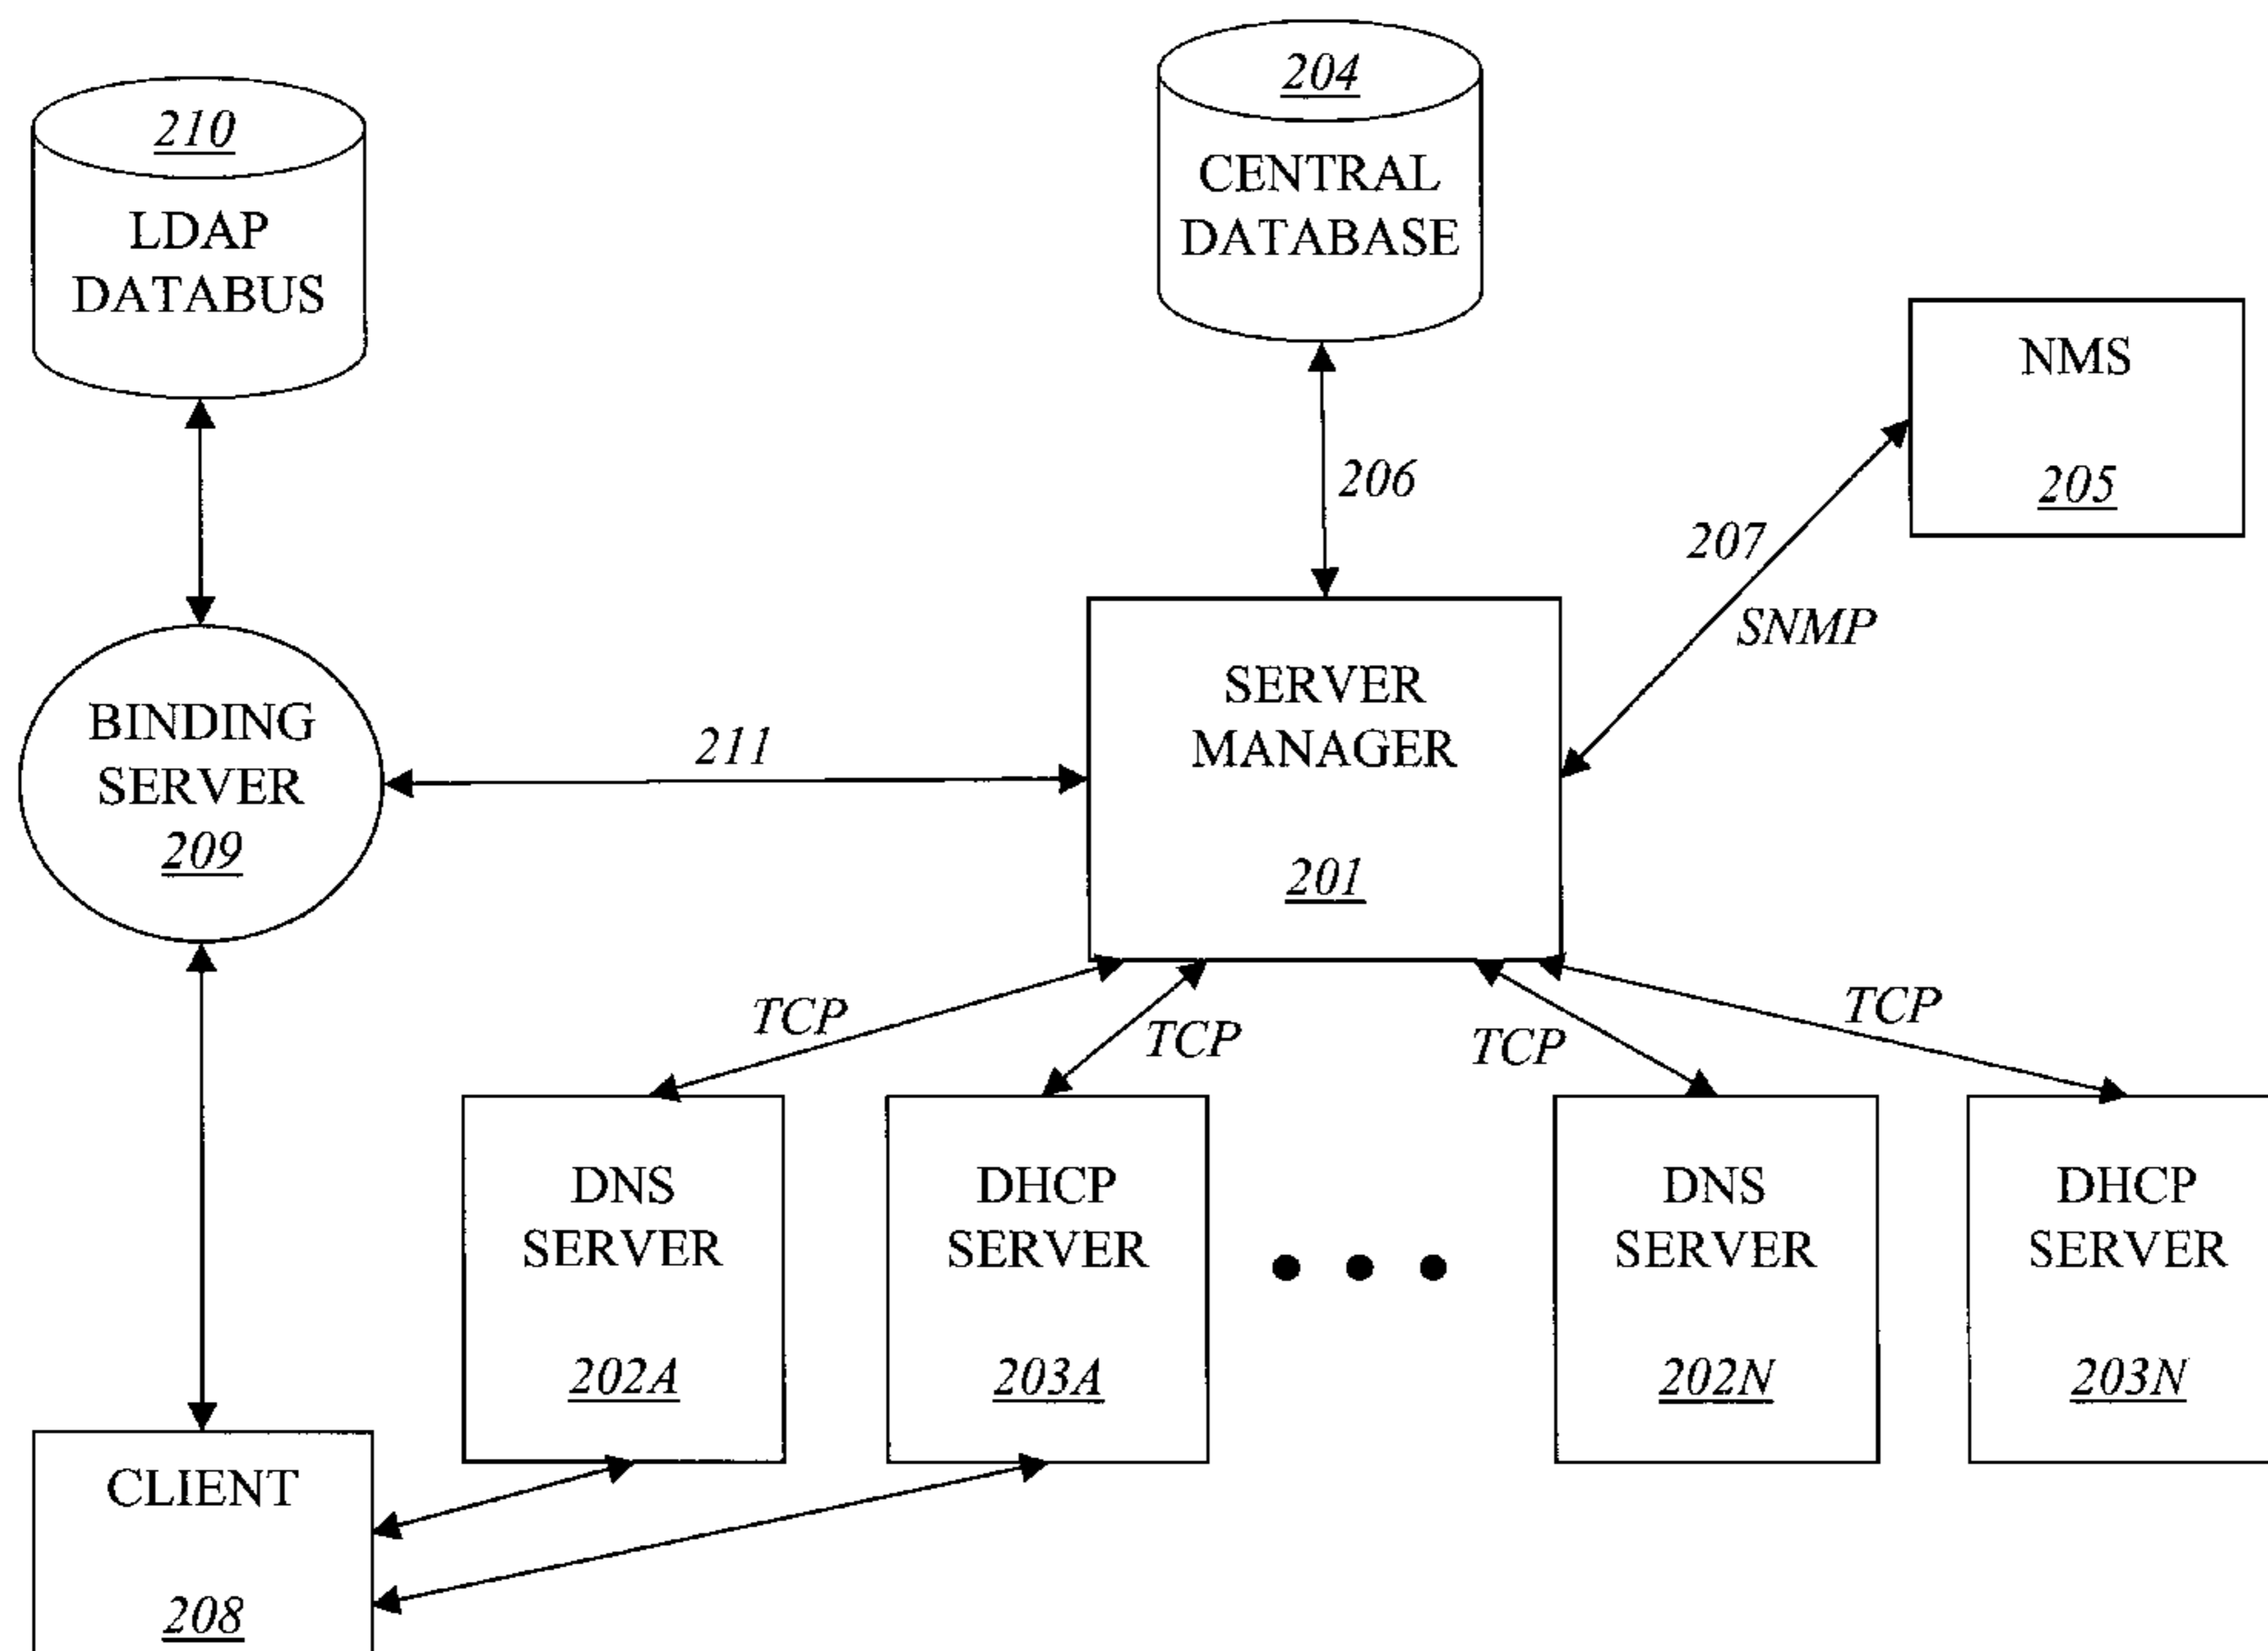 210
LDAP
DATABUS
204
CENTRAL
DATABASE
NMS
205
206
207
SNMP
BINDING
SERVER
209
211
SERVER
MANAGER
201
TCP
TCP
TCP
TCP
DNS
SERVER
202A
DHCP
SERVER
203A
DNS
SERVER
202N
DHCP
SERVER
203N
CLIENT
208